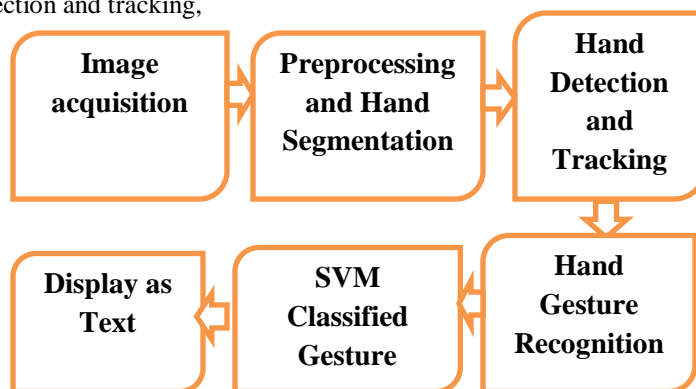 ection and tracking,
Image
acquisition
Preprocessing
and Hand
Segmentation
Hand
Detection
and
Tracking
Hand
Gesture
Recognition
SVM
Classified
Gesture
Display as
Text